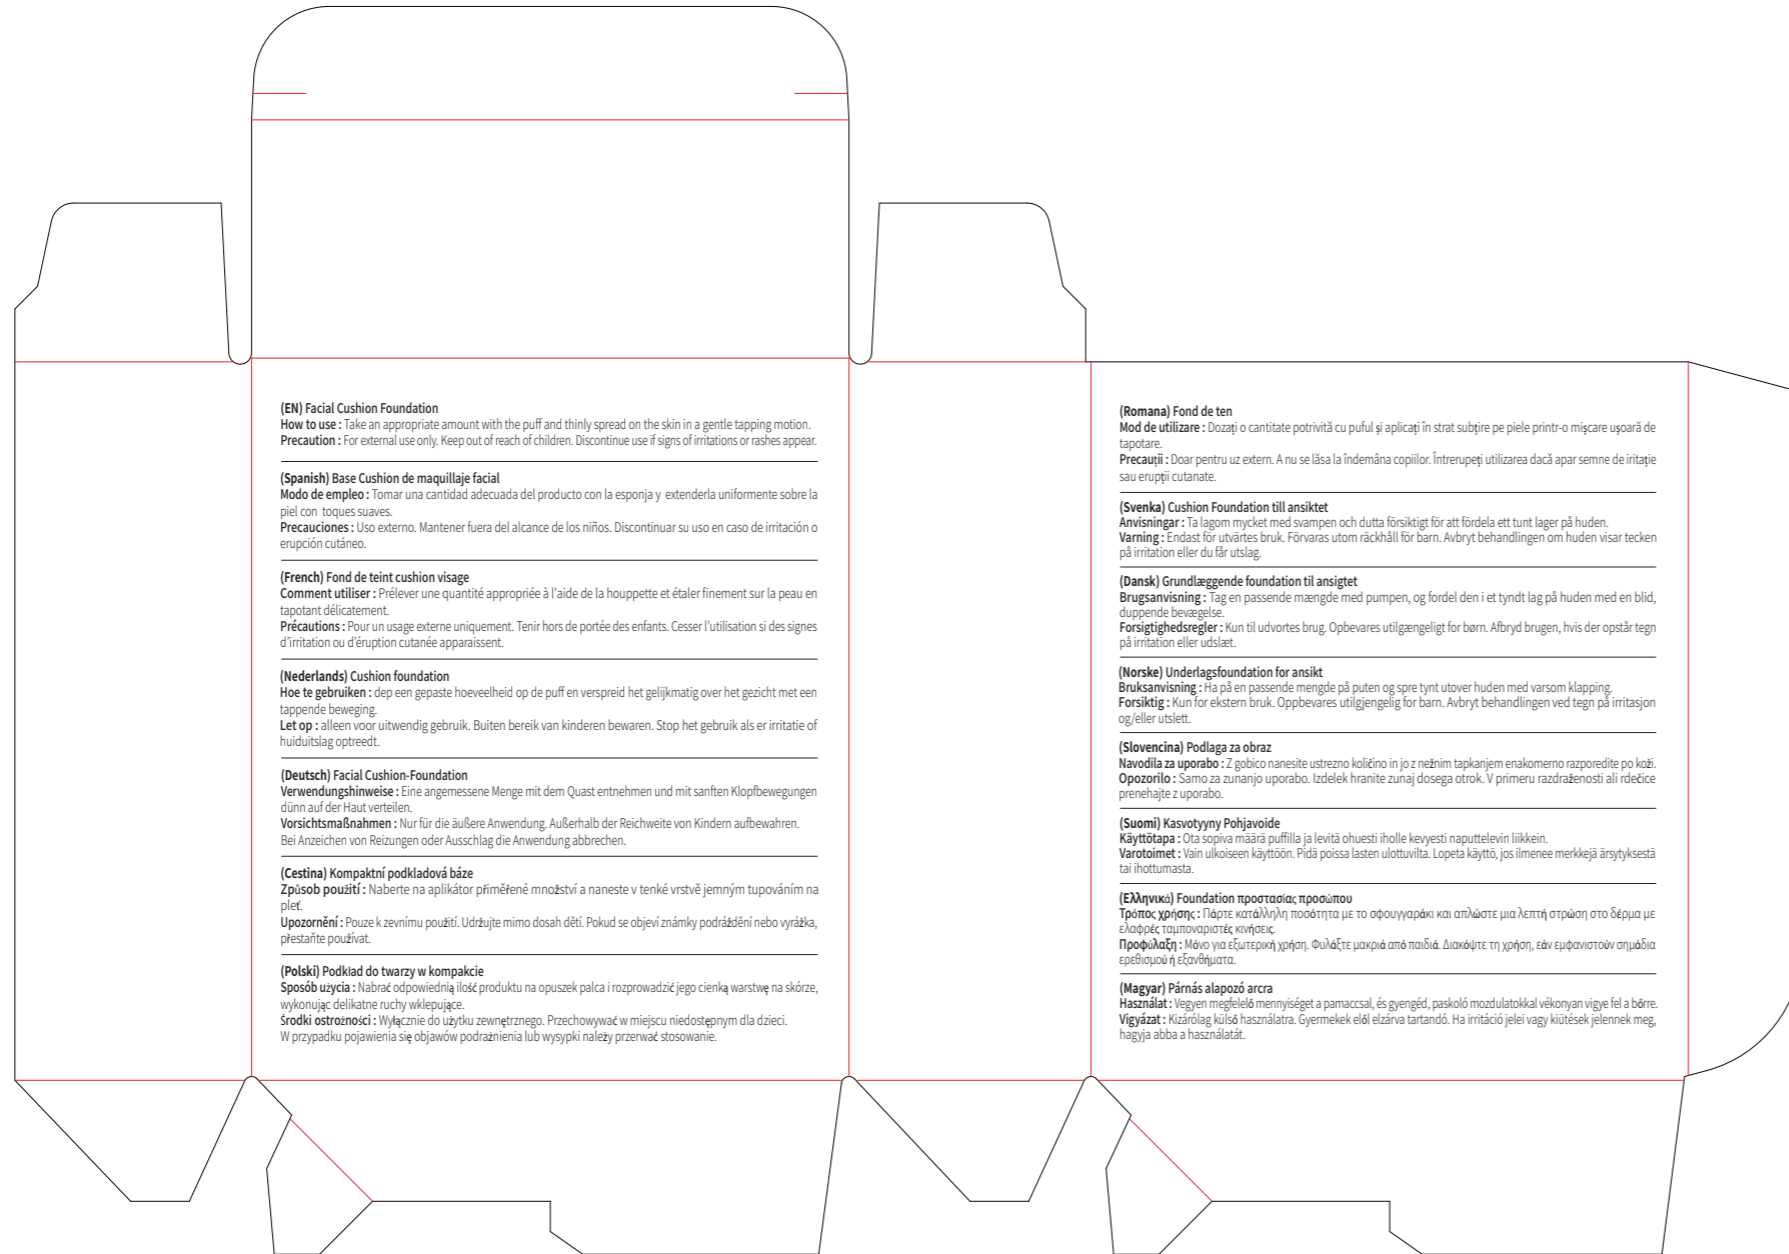 (EN) Facial Cushion Foundation
How to use : Take an appropriate amount with the puff and thinly spread on the skin in a gentle tapping motion.
Precaution : For external use only. Keep out of reach of children. Discontinue use if signs of irritations or rashes appear.
(Spanish) Base Cushion de maquillaje facial
Modo de empleo : Tomar una cantidad adecuada del producto con la esponja y extenderla uniformente sobre la
piel con toques suaves.
Precauciones : Uso externo. Mantener fuera del alcance de los niños. Discontinuar su uso en caso de irritación o
erupción cutáneo.
(French) Fond de teint cushion visage
Comment utiliser : Prélever une quantité appropriée à l'aide de la houppette et étaler finement sur la peau en
tapotant délicatement.
Précautions : Pour un usage externe uniquement. Tenir hors de portée des enfants. Cesser l'utilisation si des signes
d'irritation ou d'éruption cutanée apparaissent.
(Nederlands) Cushion foundation
Hoe te gebruiken : dep een gepaste hoeveelheid op de puff en verspreid het gelijkmatig over het gezicht met een
tappende beweging.
Let op : alleen voor uitwendig gebruik. Buiten bereik van kinderen bewaren. Stop het gebruik als er irritatie of
huiduitslag optreedt.
(Deutsch) Facial Cushion-Foundation
Verwendungshinweise : Eine angemessene Menge mit dem Quast entnehmen und mit sanften Klopfbewegungen
dünn auf der Haut verteilen.
Vorsichtsmaßnahmen : Nur für die äußere Anwendung. Außerhalb der Reichweite von Kindern aufbewahren.
Bei Anzeichen von Reizungen oder Ausschlag die Anwendung abbrechen.
(Cestina) Kompaktní podkladová báze
Způsob použití : Naberte na aplikátor přiměřené množství a naneste v tenké vrstvě jemným tupováním na
pleť.
Upozornění : Pouze k zevnímu použití. Udržujte mimo dosah dětí. Pokud se objeví známky podráždění nebo vyrážka,
přestaňte používat.
(Polski) Podkład do twarzy w kompakcie
Sposób użycia : Nabrać odpowiednią ilość produktu na opuszek palca i rozprowadzić jego cienką warstwę na skórze,
wykonując delikatne ruchy wklepujące.
Środki ostrożności : Wyłącznie do użytku zewnętrznego. Przechowywać w miejscu niedostępnym dla dzieci.
W przypadku pojawienia się objawów podrażnienia lub wysypki należy przerwać stosowanie.
(Romana) Fond de ten
Mod de utilizare : Dozați o cantitate potrivită cu puful și aplicați în strat subțire pe piele printr-o mișcare ușoară de
tapotare.
Precauții : Doar pentru uz extern. A nu se lăsa la îndemâna copiilor. Întrerupeți utilizarea dacă apar semne de iritație
sau erupții cutanate.
(Svenka) Cushion Foundation till ansiktet
Anvisningar : Ta lagom mycket med svampen och dutta försiktigt för att fördela ett tunt lager på huden.
Varning : Endast för utvärtes bruk. Förvaras utom räckhåll för barn. Avbryt behandlingen om huden visar tecken
på irritation eller du får utslag.
(Dansk) Grundlæggende foundation til ansigtet
Brugsanvisning : Tag en passende mængde med pumpen, og fordel den i et tyndt lag på huden med en blid,
duppende bevægelse.
Forsigtighedsregler : Kun til udvortes brug. Opbevares utilgængeligt for børn. Afbryd brugen, hvis der opstår tegn
på irritation eller udslæt.
(Norske) Underlagsfoundation for ansikt
Bruksanvisning : Ha på en passende mengde på puten og spre tynt utover huden med varsom klapping.
Forsiktig : Kun for ekstern bruk. Oppbevares utilgjengelig for barn. Avbryt behandlingen ved tegn på irritasjon
og/eller utslett.
(Slovencina) Podlaga za obraz
Navodila za uporabo : Z gobico nanesite ustrezno količino in jo z nežnim tapkanjem enakomerno razporedite po koži.
Opozorilo : Samo za zunanjo uporabo. Izdelek hranite zunaj dosega otrok. V primeru razdraženosti ali rdečice
prenehajte z uporabo.
(Suomi) Kasvotyyny Pohjavoide
Käyttötapa : Ota sopiva määrä puffilla ja levitä ohuesti iholle kevyesti naputtelevin liikkein.
Varotoimet : Vain ulkoiseen käyttöön. Pidä poissa lasten ulottuvilta. Lopeta käyttö, jos ilmenee merkkejä ärsytyksestä
tai ihottumasta.
(Ελληνικά) Foundation προστασίας προσώπου
Τρόπος χρήσης : Πάρτε κατάλληλη ποσότητα με το σφουγγαράκι και απλώστε μια λεπτή στρώση στο δέρμα με
ελαφρές ταμποναριστές κινήσεις.
Προφύλαξη : Μόνο για εξωτερική χρήση. Φυλάξτε μακριά από παιδιά. Διακόψτε τη χρήση, εάν εμφανιστούν σημάδια
ερεθισμού ή εξανθήματα.
(Magyar) Párnás alapozó arcra
Használat : Vegyen megfelelő mennyiséget a pamaccsal, és gyengéd, paskoló mozdulatokkal vékonyan vigye fel a bőrre.
Vigyázat : Kizárólag külső használatra. Gyermekek elől elzárva tartandó. Ha irritáció jelei vagy kiütések jelennek meg,
hagyja abba a használatát.